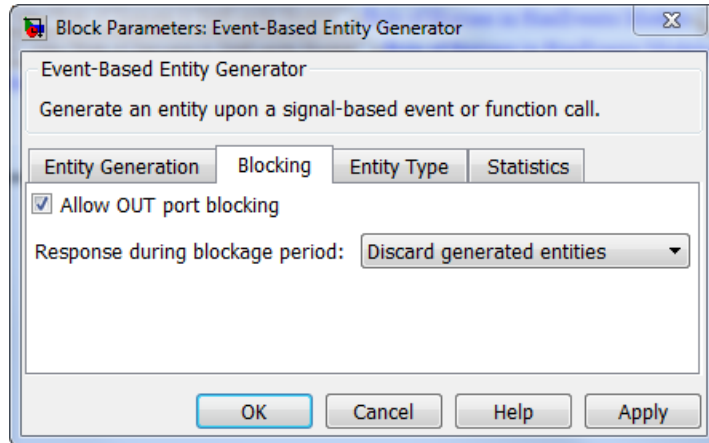 Block Parameters: Event-Based Entity Generator
Event-Based Entity Generator
Generate an entity upon a signal-based event or function call.
Entity Generation Blocking Entity Type Statistics
Allow OUT port blocking
Response during blockage period: Discard generated entities
OK Cancel Help Apply